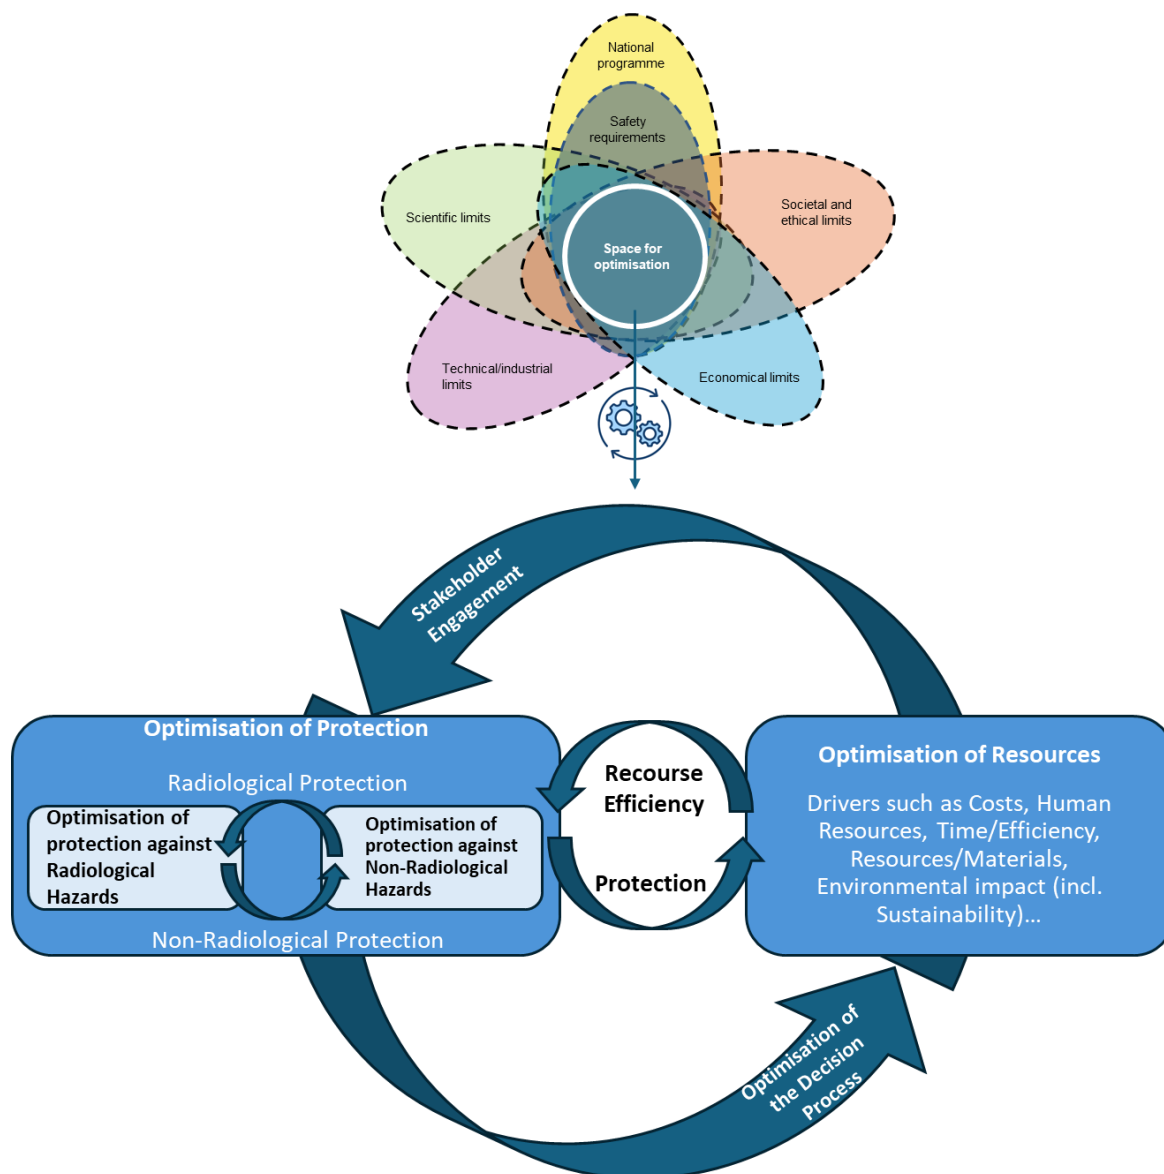 National
programme
Safety
requirements
Scientific limits
Societal and
ethical limits
Space for
optimisation
Technical/industrial
limits
Economical limits
Stakeholder
Engagement
Optimisation of Protection
Radiological Protection
Optimisation of
protection against
Radiological
Hazards
Optimisation of
protection against
Non-Radiological
Hazards
Non-Radiological Protection
Recourse
Efficiency
Protection
Optimisation of Resources
Drivers such as Costs, Human
Resources, Time/Efficiency,
Resources/Materials,
Environmental impact (incl.
Sustainability)…
Optimisation of
the Decision
Process